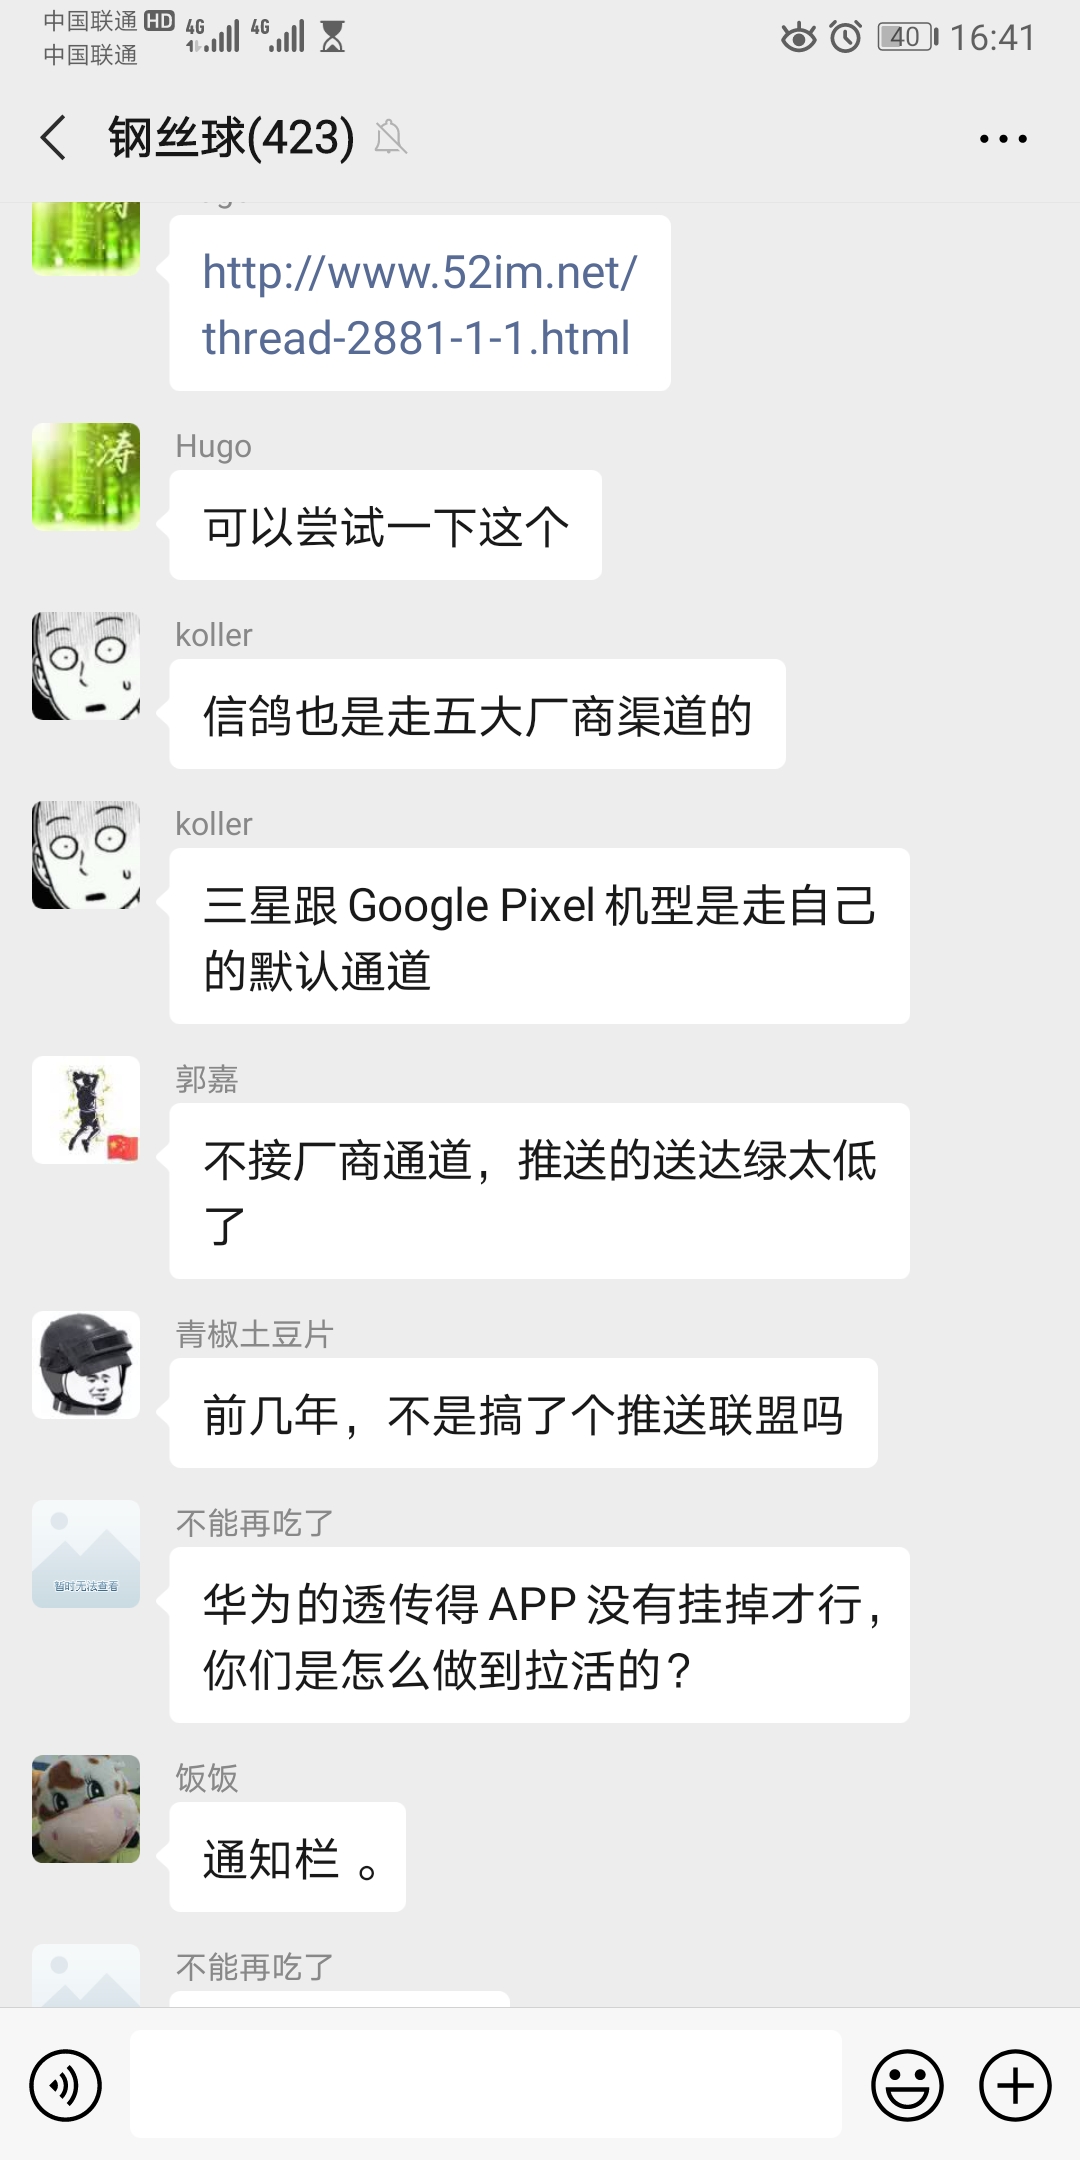 中国联通 HD 4G 4G
中国联通
40 16:41
钢丝球(423)
http://www.52im.net/
thread-2881-1-1.html
涛
Hugo
可以尝试一下这个
koller
信鸽也是走五大厂商渠道的
koller
三星跟 Google Pixel 机型是走自己
的默认通道
郭嘉
不接厂商通道，推送的送达绿太低
了
青椒土豆片
前几年，不是搞了个推送联盟吗
不能再吃了
暂时无法查看
华为的透传得 APP 没有挂掉才行，
你们是怎么做到拉活的？
饭饭
通知栏 。
不能再吃了